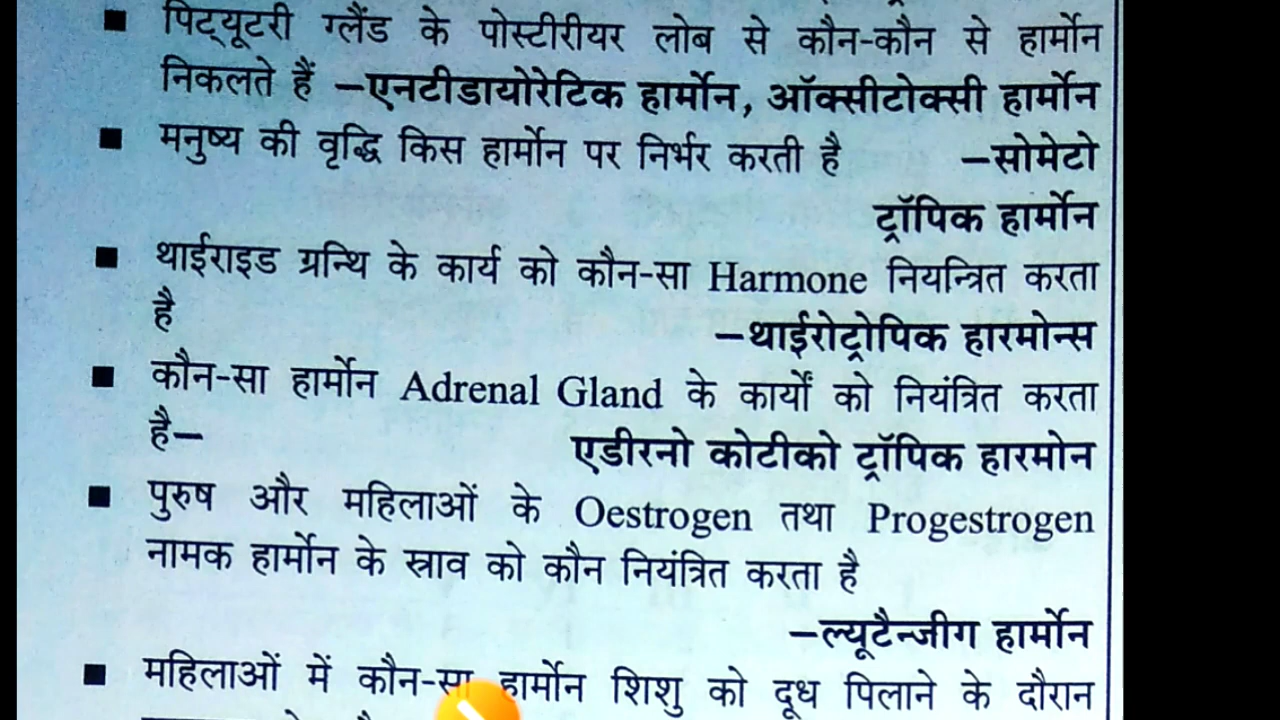 ■ पिट्यूटरी ग्लैंड के पोस्टीरीयर लोब से कौन-कौन से हार्मोन
निकलते हैं –एनटीडायोरेटिक हार्मोन, ऑक्सीटोक्सी हार्मोन
■ मनुष्य की वृद्धि किस हार्मोन पर निर्भर करती है –सोमेटो
ट्रॉपिक हार्मोन
■ थाईराइड ग्रन्थि के कार्य को कौन-सा Harmone नियन्त्रित करता
है –थाईरोट्रोपिक हारमोन्स
■ कौन-सा हार्मोन Adrenal Gland के कार्यों को नियंत्रित करता
है– एडीरनो कोटीको ट्रॉपिक हारमोन
■ पुरुष और महिलाओं के Oestrogen तथा Progestrogen
नामक हार्मोन के स्राव को कौन नियंत्रित करता है
–ल्यूटैन्जीग हार्मोन
■ महिलाओं में कौन-सा हार्मोन शिशु को दूध पिलाने के दौरान